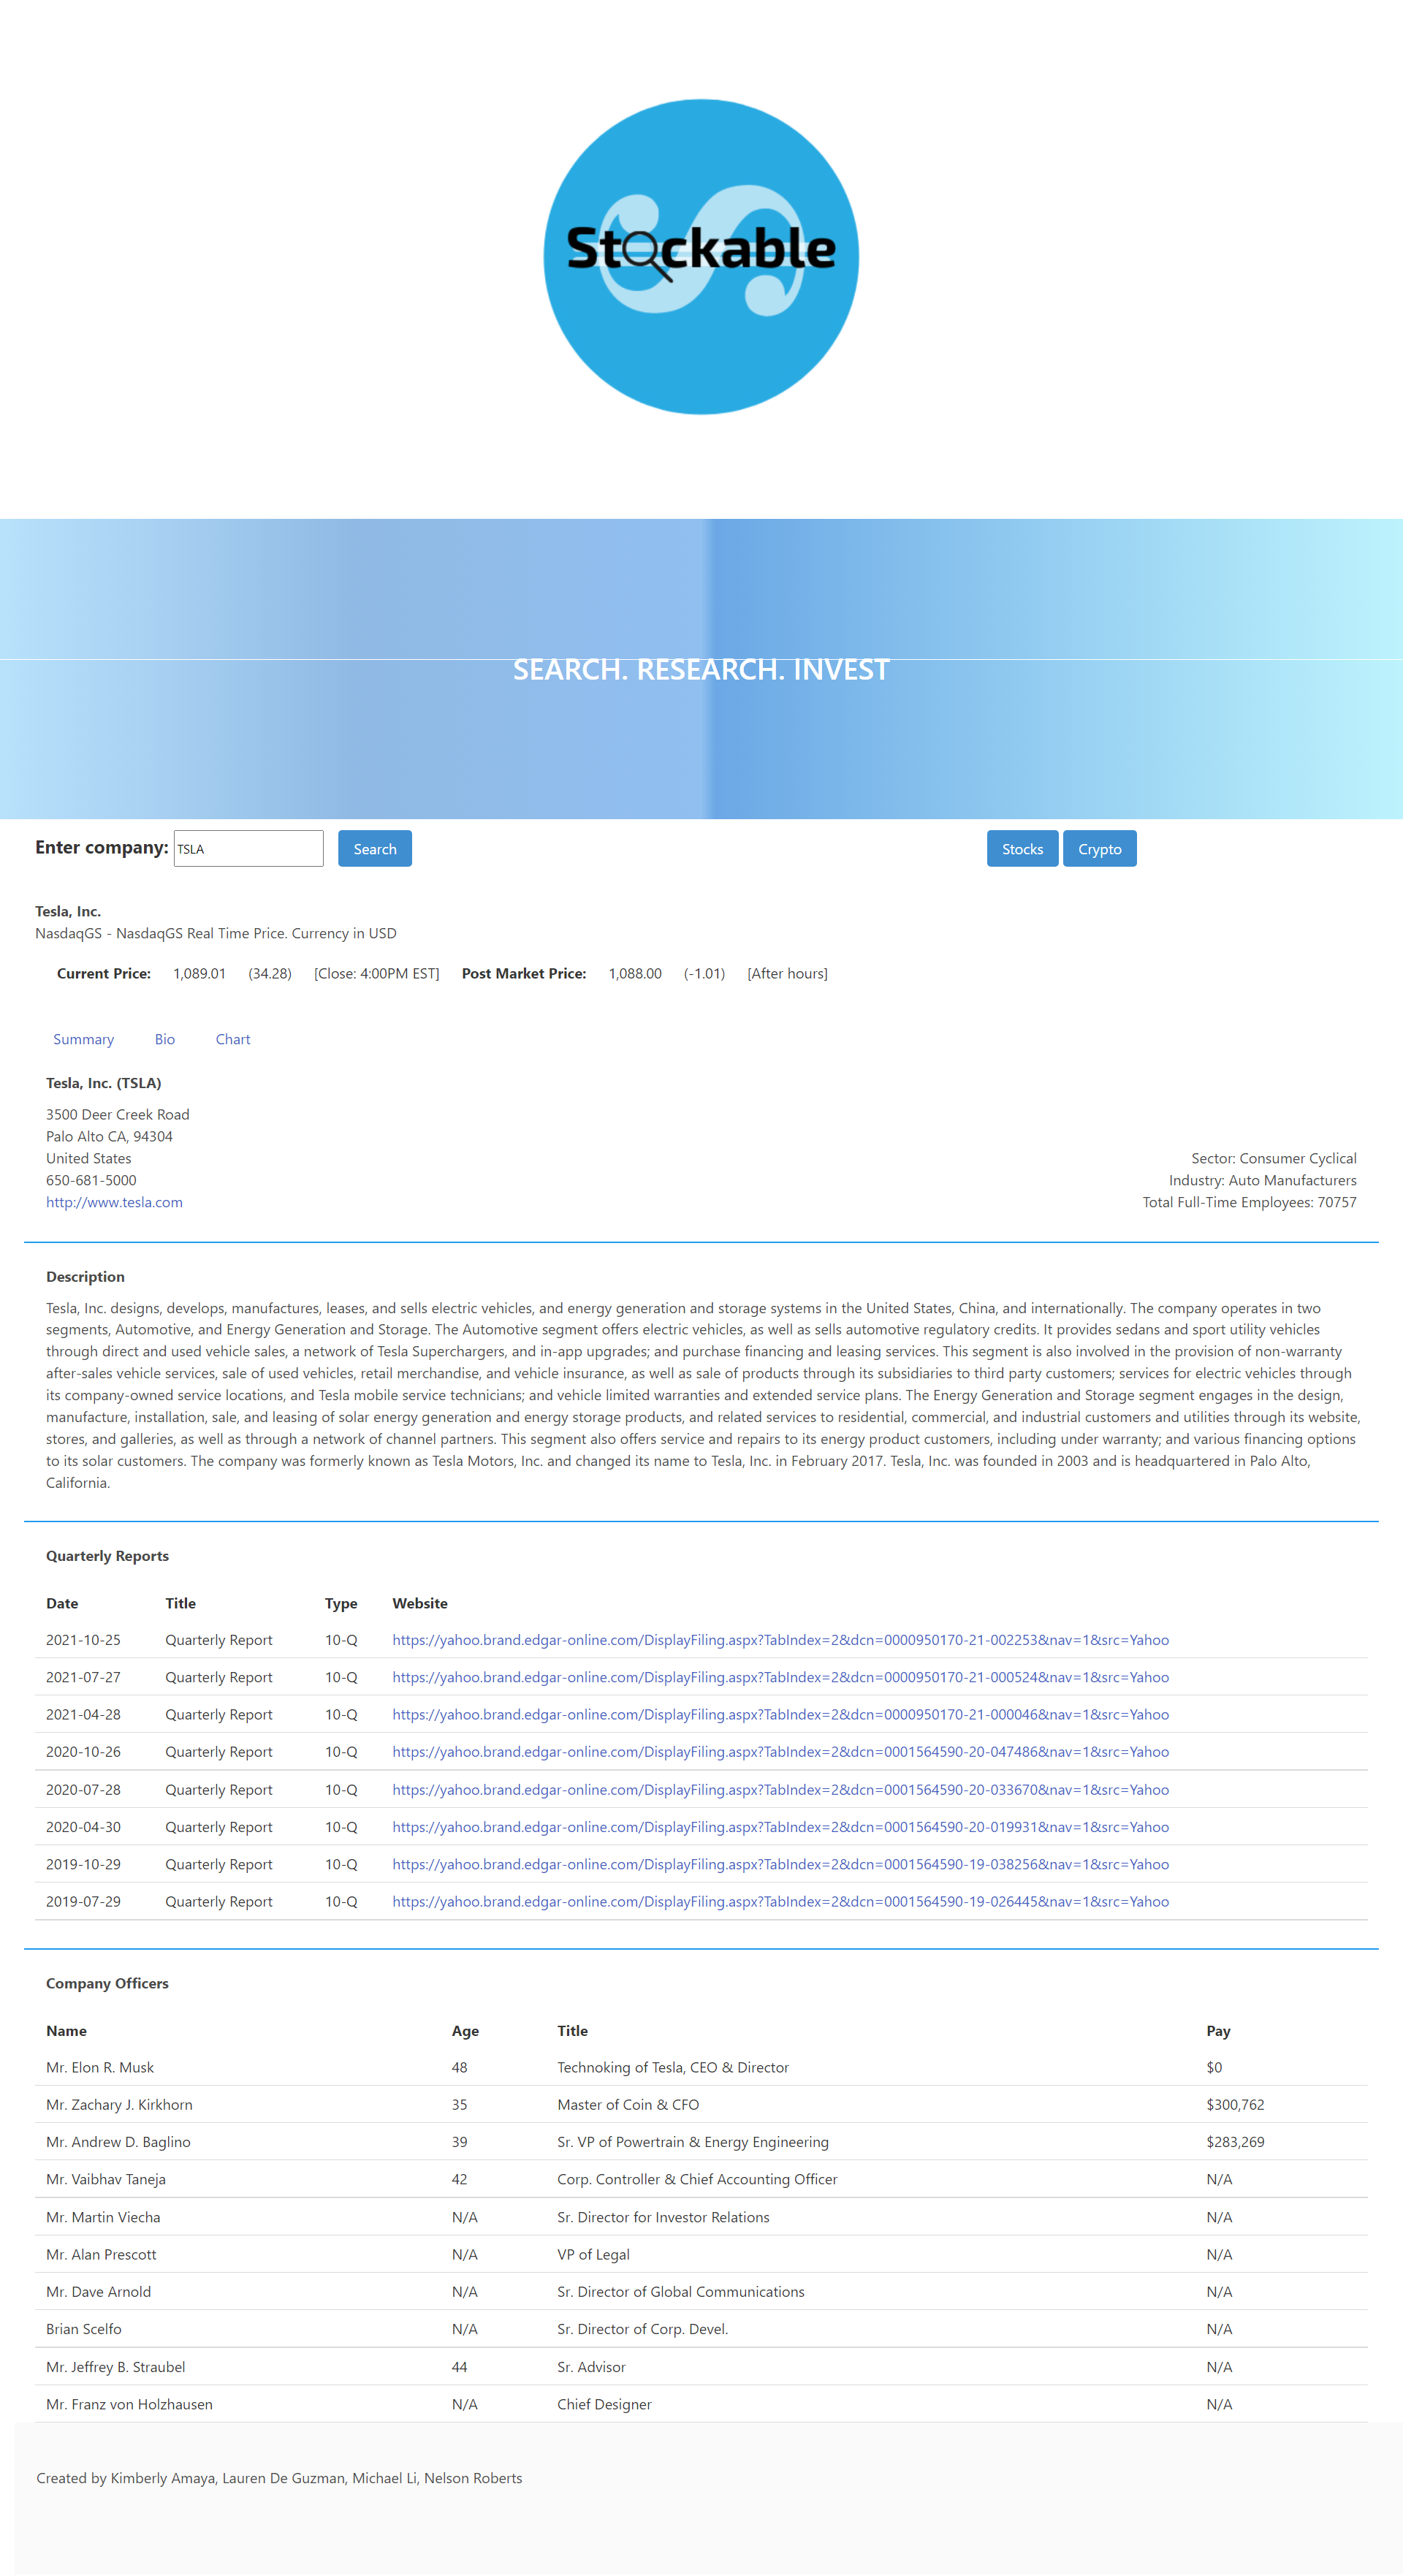 Stockable
SEARCH. RESEARCH. INVEST
Enter company: TSLA Search Stocks Crypto
Tesla, Inc.
NasdaqGS - NasdaqGS Real Time Price. Currency in USD
Current Price: 1,089.01 (34.28) [Close: 4:00PM EST] Post Market Price: 1,088.00 (-1.01) [After hours]
Summary Bio Chart
Tesla, Inc. (TSLA)
3500 Deer Creek Road
Palo Alto CA, 94304
United States
650-681-5000
http://www.tesla.com
Sector: Consumer Cyclical
Industry: Auto Manufacturers
Total Full-Time Employees: 70757
Description
Tesla, Inc. designs, develops, manufactures, leases, and sells electric vehicles, and energy generation and storage systems in the United States, China, and internationally. The company operates in two
segments, Automotive, and Energy Generation and Storage. The Automotive segment offers electric vehicles, as well as sells automotive regulatory credits. It provides sedans and sport utility vehicles
through direct and used vehicle sales, a network of Tesla Superchargers, and in-app upgrades; and purchase financing and leasing services. This segment is also involved in the provision of non-warranty
after-sales vehicle services, sale of used vehicles, retail merchandise, and vehicle insurance, as well as sale of products through its subsidiaries to third party customers; services for electric vehicles through
its company-owned service locations, and Tesla mobile service technicians; and vehicle limited warranties and extended service plans. The Energy Generation and Storage segment engages in the design,
manufacture, installation, sale, and leasing of solar energy generation and energy storage products, and related services to residential, commercial, and industrial customers and utilities through its website,
stores, and galleries, as well as through a network of channel partners. This segment also offers service and repairs to its energy product customers, including under warranty; and various financing options
to its solar customers. The company was formerly known as Tesla Motors, Inc. and changed its name to Tesla, Inc. in February 2017. Tesla, Inc. was founded in 2003 and is headquartered in Palo Alto,
California.
Quarterly Reports
Date Title Type Website
2021-10-25 Quarterly Report 10-Q https://yahoo.brand.edgar-online.com/DisplayFiling.aspx?TabIndex=2&dcn=0000950170-21-002253&nav=1&src=Yahoo
2021-07-27 Quarterly Report 10-Q https://yahoo.brand.edgar-online.com/DisplayFiling.aspx?TabIndex=2&dcn=0000950170-21-000524&nav=1&src=Yahoo
2021-04-28 Quarterly Report 10-Q https://yahoo.brand.edgar-online.com/DisplayFiling.aspx?TabIndex=2&dcn=0000950170-21-000046&nav=1&src=Yahoo
2020-10-26 Quarterly Report 10-Q https://yahoo.brand.edgar-online.com/DisplayFiling.aspx?TabIndex=2&dcn=0001564590-20-047486&nav=1&src=Yahoo
2020-07-28 Quarterly Report 10-Q https://yahoo.brand.edgar-online.com/DisplayFiling.aspx?TabIndex=2&dcn=0001564590-20-033670&nav=1&src=Yahoo
2020-04-30 Quarterly Report 10-Q https://yahoo.brand.edgar-online.com/DisplayFiling.aspx?TabIndex=2&dcn=0001564590-20-019931&nav=1&src=Yahoo
2019-10-29 Quarterly Report 10-Q https://yahoo.brand.edgar-online.com/DisplayFiling.aspx?TabIndex=2&dcn=0001564590-19-038256&nav=1&src=Yahoo
2019-07-29 Quarterly Report 10-Q https://yahoo.brand.edgar-online.com/DisplayFiling.aspx?TabIndex=2&dcn=0001564590-19-026445&nav=1&src=Yahoo
Company Officers
Name Age Title Pay
Mr. Elon R. Musk 48 Technoking of Tesla, CEO & Director $0
Mr. Zachary J. Kirkhorn 35 Master of Coin & CFO $300,762
Mr. Andrew D. Baglino 39 Sr. VP of Powertrain & Energy Engineering $283,269
Mr. Vaibhav Taneja 42 Corp. Controller & Chief Accounting Officer N/A
Mr. Martin Viecha N/A Sr. Director for Investor Relations N/A
Mr. Alan Prescott N/A VP of Legal N/A
Mr. Dave Arnold N/A Sr. Director of Global Communications N/A
Brian Scelfo N/A Sr. Director of Corp. Devel. N/A
Mr. Jeffrey B. Straubel 44 Sr. Advisor N/A
Mr. Franz von Holzhausen N/A Chief Designer N/A
Created by Kimberly Amaya, Lauren De Guzman, Michael Li, Nelson Roberts